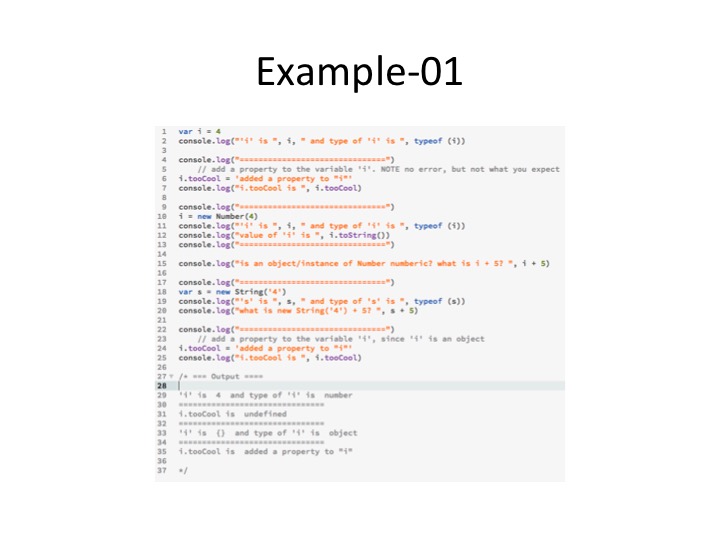 Example-01
1 var i = 4
2 console.log("'i' is ", i, " and type of 'i' is ", typeof (i))
3
4 console.log("===============================")
5 // add a property to the variable 'i'. NOTE no error, but not what you expect
6 i.tooCool = 'added a property to "i"'
7 console.log("i.tooCool is ", i.tooCool)
8
9 console.log("===============================")
10 i = new Number(4)
11 console.log("'i' is ", i, " and type of 'i' is ", typeof (i))
12 console.log("value of 'i' is ", i.toString())
13 console.log("===============================")
14
15 console.log("is an object/instance of Number numberic? what is i + 5? ", i + 5)
16
17 console.log("===============================")
18 var s = new String('4')
19 console.log("'s' is ", s, " and type of 's' is ", typeof (s))
20 console.log("what is new String('4') + 5? ", s + 5)
21
22 console.log("===============================")
23 // add a property to the variable 'i', since 'i' is an object
24 i.tooCool = 'added a property to "i"'
25 console.log("i.tooCool is ", i.tooCool)
26
27 /* === Output ====
28
29 'i' is  4  and type of 'i' is  number
30 ===============================
31 i.tooCool is  undefined
32 ===============================
33 'i' is  {}  and type of 'i' is  object
34 ===============================
35 i.tooCool is  added a property to "i"
36
37 */